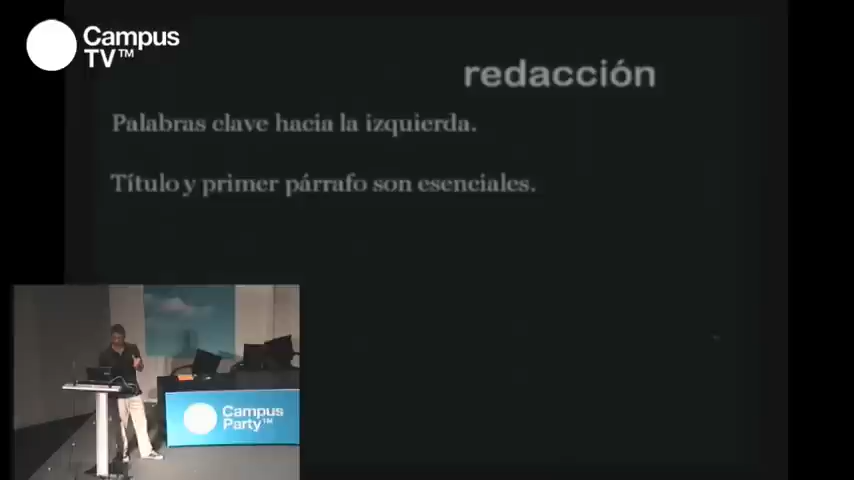 Campus
TV™
redacción
Palabras clave hacia la izquierda.
Título y primer párrafo son esenciales.
Campus
Party™